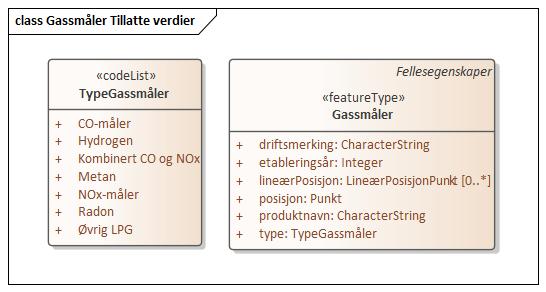 class Gassmåler Tillatte verdier
«codeList»
TypeGassmåler
+ CO-måler
+ Hydrogen
+ Kombinert CO og NOx
+ Metan
+ NOx-måler
+ Radon
+ Øvrig LPG
Fellesegenskaper
«featureType»
Gassmåler
+ driftsmerking: CharacterString
+ etableringsår: Integer
+ lineærPosisjon: LineærPosisjonPunkt [0..*]
+ posisjon: Punkt
+ produktnavn: CharacterString
+ type: TypeGassmåler